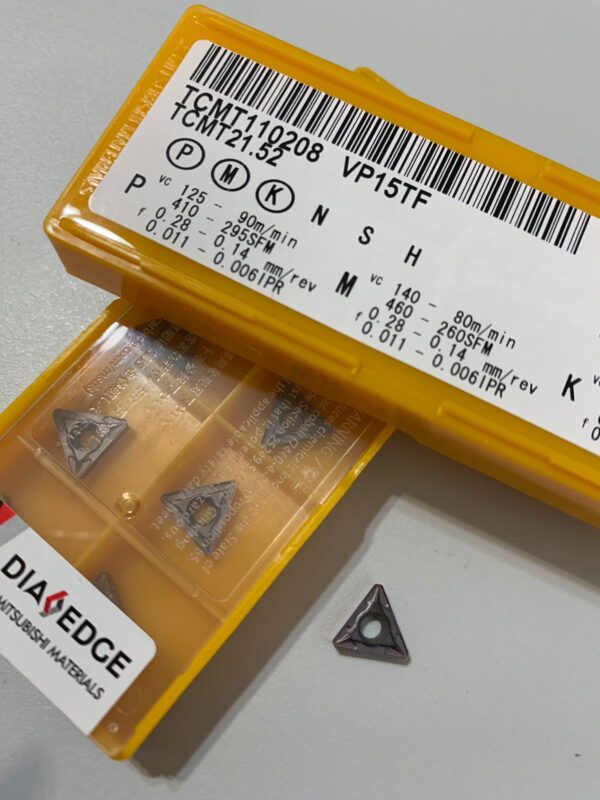 TCMT110208 VP15TF
TCMT21.52
P M K N S H
P vc 125 - 90m/min
410 - 295SFM
f 0.28 - 0.14 mm/rev
0.011 - 0.006IPR
M vc 140 - 80m/min
460 - 260SFM
f 0.28 - 0.14 mm/rev
0.011 - 0.006IPR
K
f 0
WARNING
DIAEDGE
MITSUBISHI MATERIALS